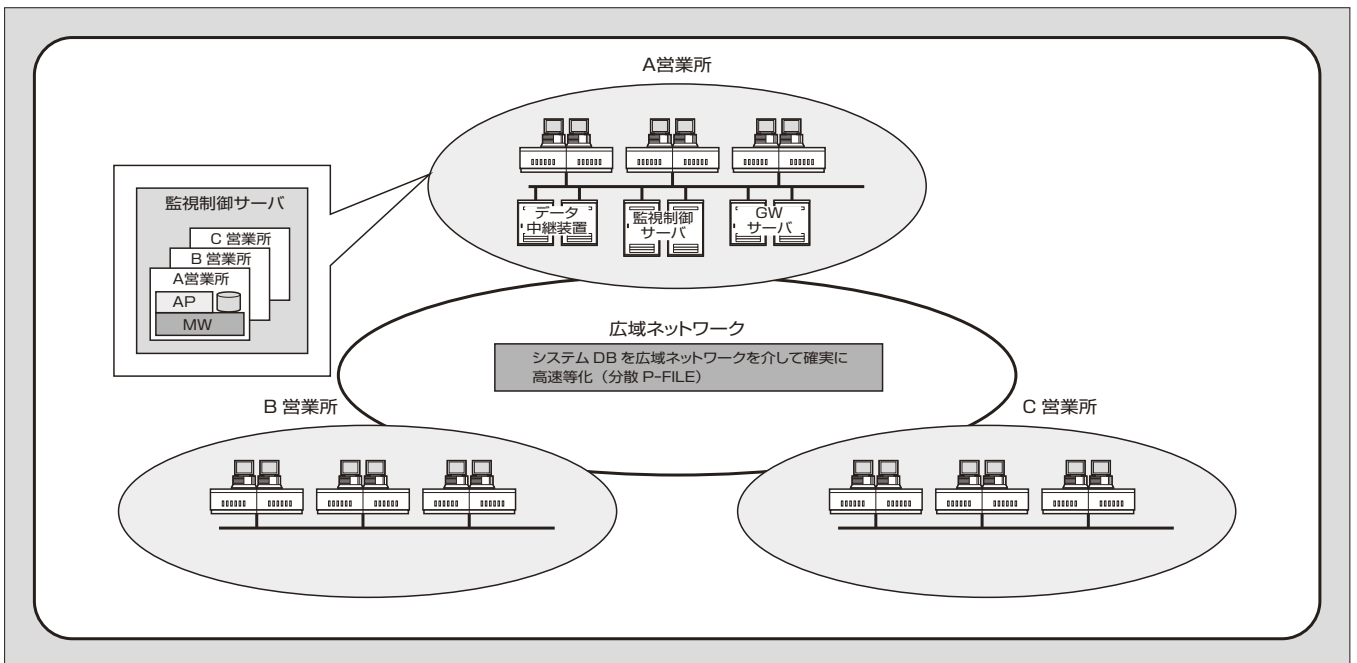 A営業所
データ
中継装置
監視制御
サーバ
GW
サーバ
監視制御サーバ
C 営業所
B 営業所
A営業所
AP
MW
広域ネットワーク
システム DB を広域ネットワークを介して確実に
高速等化（分散 P-FILE）
B 営業所
C 営業所